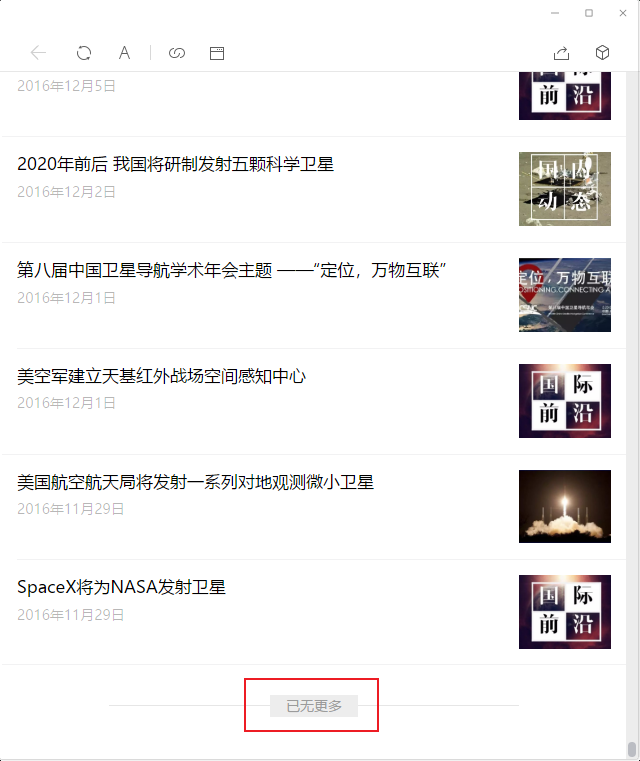 A
2016年12月5日
前沿
2020年前后 我国将研制发射五颗科学卫星
2016年12月2日
国内
动态
第八届中国卫星导航学术年会主题 ——“定位，万物互联”
2016年12月1日
定位，万物互联
POSITIONING, CONNECTING A
美空军建立天基红外战场空间感知中心
2016年12月1日
国际
前沿
美国航空航天局将发射一系列对地观测微小卫星
2016年11月29日
SpaceX将为NASA发射卫星
2016年11月29日
国际
前沿
已无更多